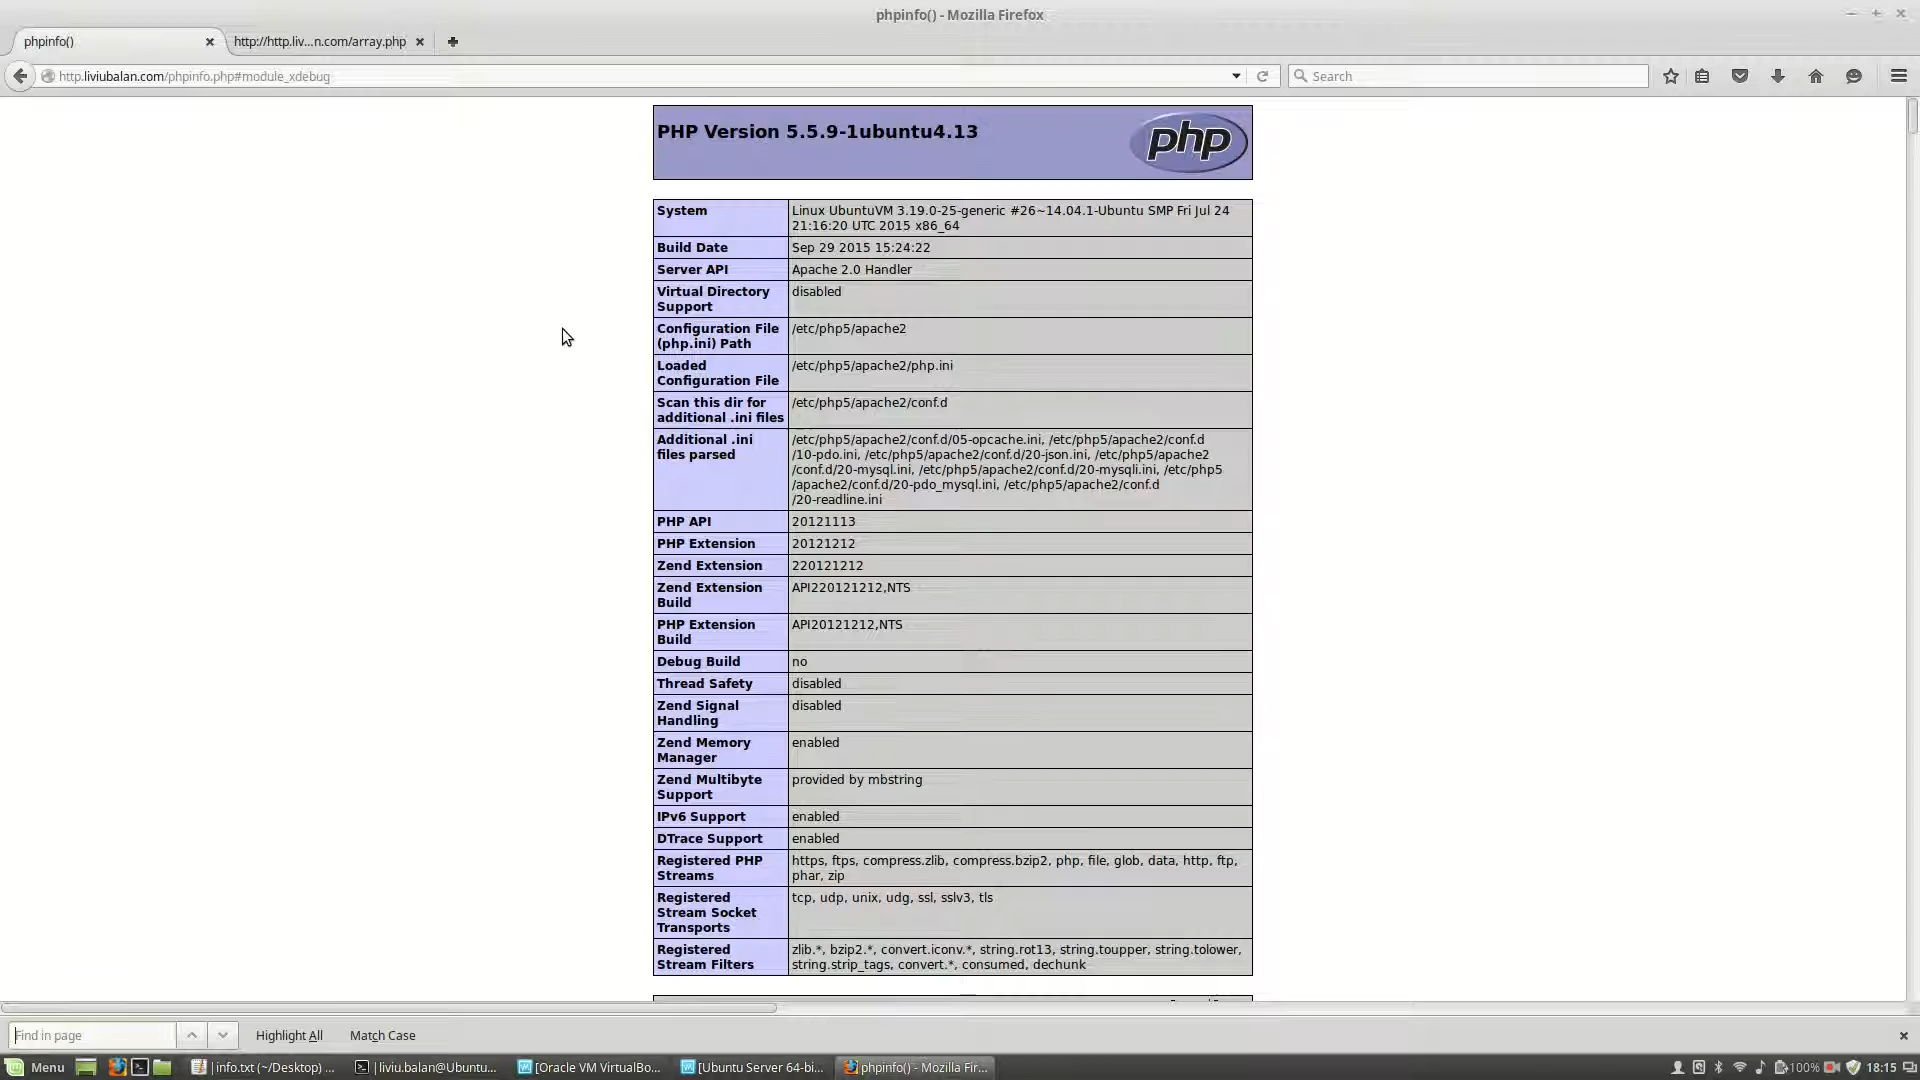 phpinfo() - Mozilla Firefox
phpinfo()
http://http.liv...n.com/array.php
http.liviubalan.com/phpinfo.php#module_xdebug
Search
PHP Version 5.5.9-1ubuntu4.13
php
System
Linux UbuntuVM 3.19.0-25-generic #26~14.04.1-Ubuntu SMP Fri Jul 24
21:16:20 UTC 2015 x86_64
Build Date
Sep 29 2015 15:24:22
Server API
Apache 2.0 Handler
Virtual Directory
Support
disabled
Configuration File
(php.ini) Path
/etc/php5/apache2
Loaded
Configuration File
/etc/php5/apache2/php.ini
Scan this dir for
additional .ini files
/etc/php5/apache2/conf.d
Additional .ini
files parsed
/etc/php5/apache2/conf.d/05-opcache.ini, /etc/php5/apache2/conf.d
/10-pdo.ini, /etc/php5/apache2/conf.d/20-json.ini, /etc/php5/apache2
/conf.d/20-mysql.ini, /etc/php5/apache2/conf.d/20-mysqli.ini, /etc/php5
/apache2/conf.d/20-pdo_mysql.ini, /etc/php5/apache2/conf.d
/20-readline.ini
PHP API
20121113
PHP Extension
20121212
Zend Extension
220121212
Zend Extension
Build
API220121212,NTS
PHP Extension
Build
API20121212,NTS
Debug Build
no
Thread Safety
disabled
Zend Signal
Handling
disabled
Zend Memory
Manager
enabled
Zend Multibyte
Support
provided by mbstring
IPv6 Support
enabled
DTrace Support
enabled
Registered PHP
Streams
https, ftps, compress.zlib, compress.bzip2, php, file, glob, data, http, ftp,
phar, zip
Registered
Stream Socket
Transports
tcp, udp, unix, udg, ssl, sslv3, tls
Registered
Stream Filters
zlib.*, bzip2.*, convert.iconv.*, string.rot13, string.toupper, string.tolower,
string.strip_tags, convert.*, consumed, dechunk
Find in page
Highlight All
Match Case
Menu
info.txt (~/Desktop) ...
liviu.balan@Ubuntu...
[Oracle VM VirtualBo...
[Ubuntu Server 64-bi...
phpinfo() - Mozilla Fir...
100%
18:15